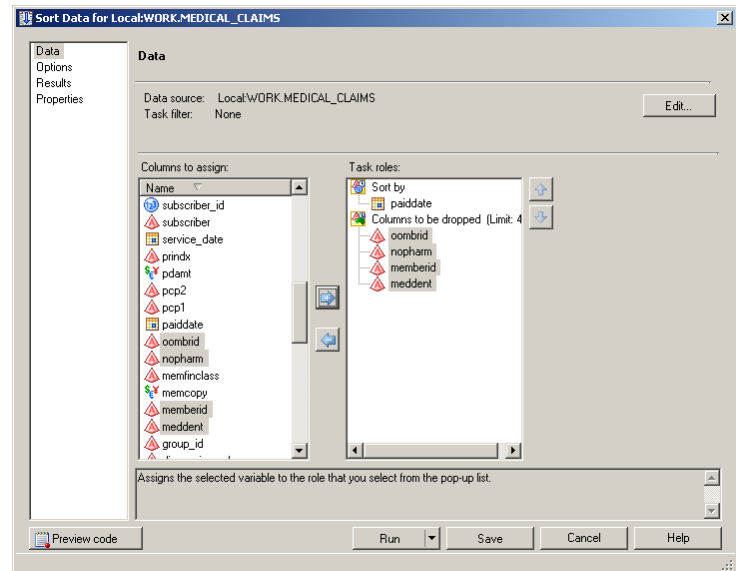 Sort Data for Local:WORK.MEDICAL_CLAIMS
Data
Options
Results
Properties
Data
Data source: Local:WORK.MEDICAL_CLAIMS
Task filter: None
Edit...
Columns to assign:
Name
subscriber_id
subscriber
service_date
prindx
pdamt
pcp2
pcp1
paiddate
oombrid
nopharm
memfinclass
memcopy
memberid
meddent
group_id
Task roles:
Sort by
paiddate
Columns to be dropped (Limit: 4
oombrid
nopharm
memberid
meddent
Assigns the selected variable to the role that you select from the pop-up list.
Preview code
Run
Save
Cancel
Help